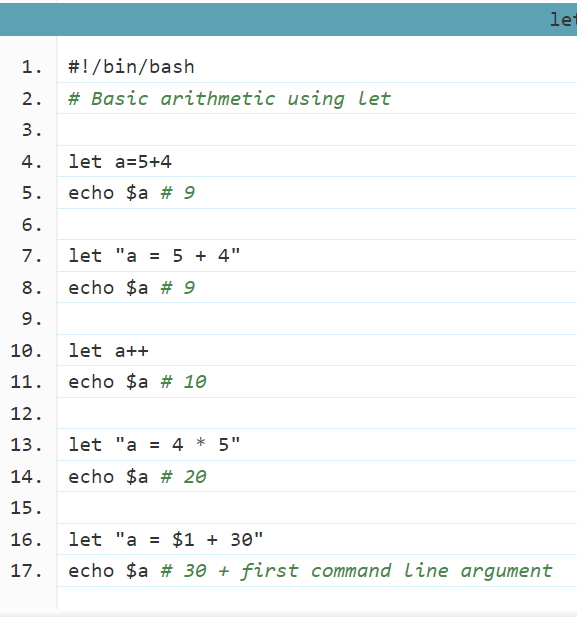 let
1. #!/bin/bash
2. # Basic arithmetic using let
3.
4. let a=5+4
5. echo $a # 9
6.
7. let "a = 5 + 4"
8. echo $a # 9
9.
10. let a++
11. echo $a # 10
12.
13. let "a = 4 * 5"
14. echo $a # 20
15.
16. let "a = $1 + 30"
17. echo $a # 30 + first command line argument